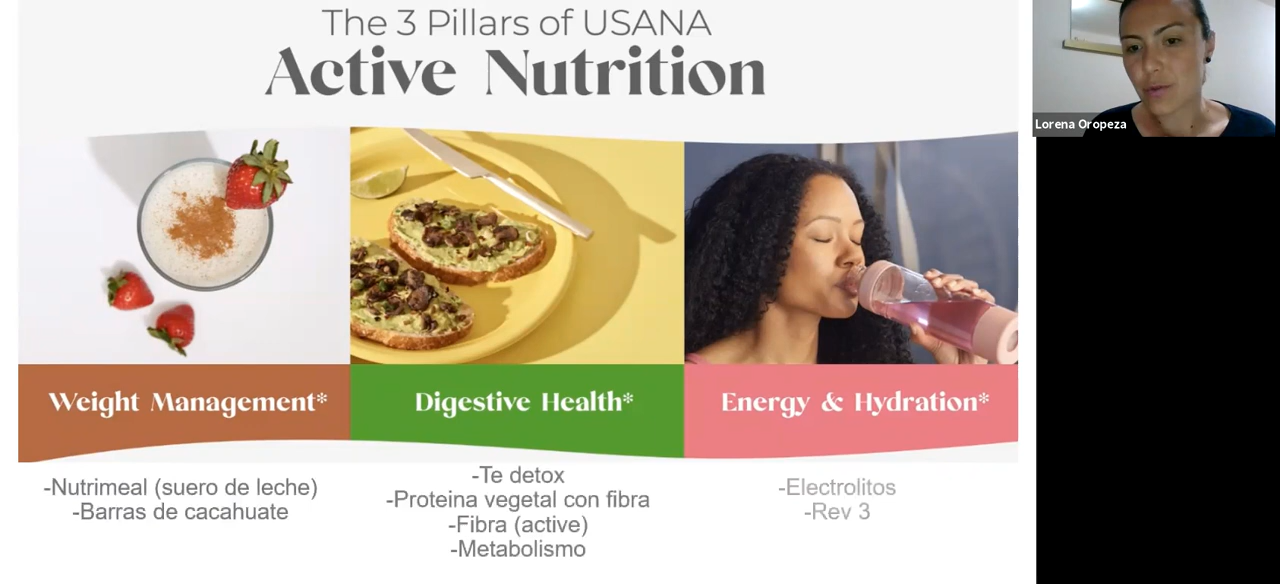 The 3 Pillars of USANA
Active Nutrition
Lorena Oropeza
Weight Management*
Digestive Health*
Energy & Hydration*
-Nutrimeal (suero de leche)
-Barras de cacahuate
-Te detox
-Proteina vegetal con fibra
-Fibra (active)
-Metabolismo
-Electrolitos
-Rev 3